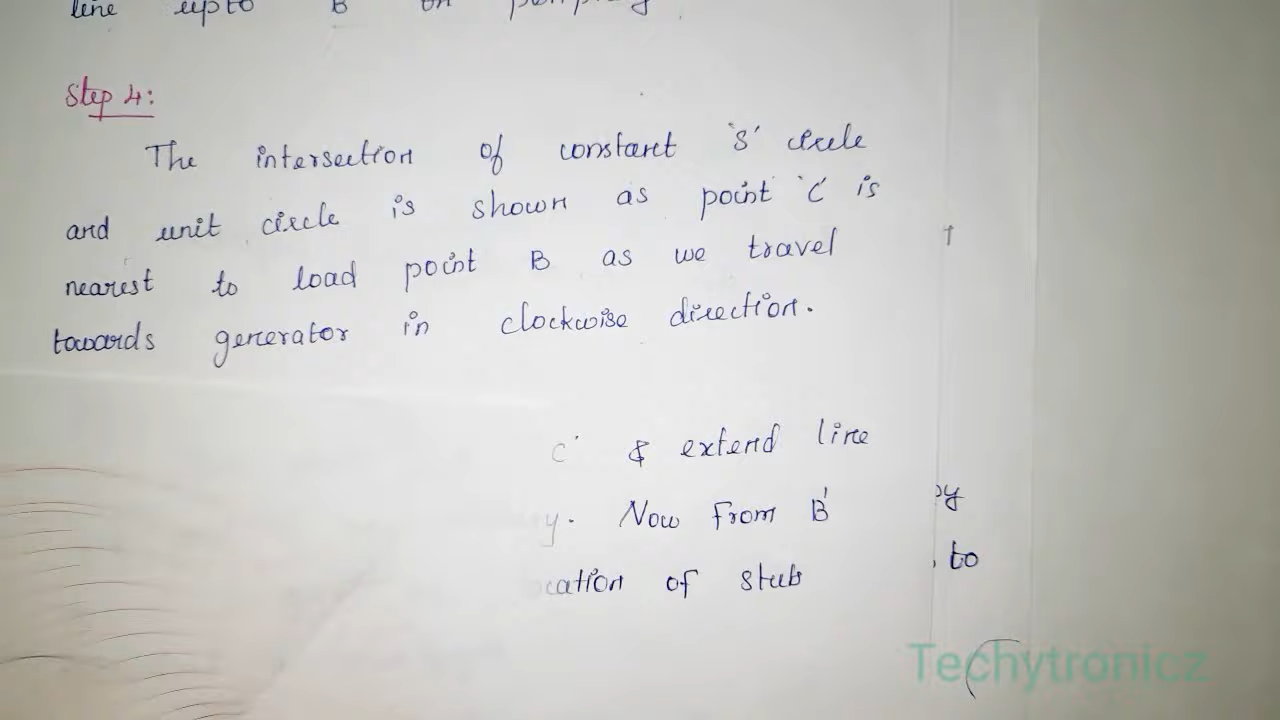 line upto B on
Step 4:
The intersection of constant 'S' circle
and unit circle is shown as point 'C' is
nearest to load point B as we travel
towards generator in clockwise direction.
C' & extend line
y. Now from B'
cation of stub
to
Techytronicz